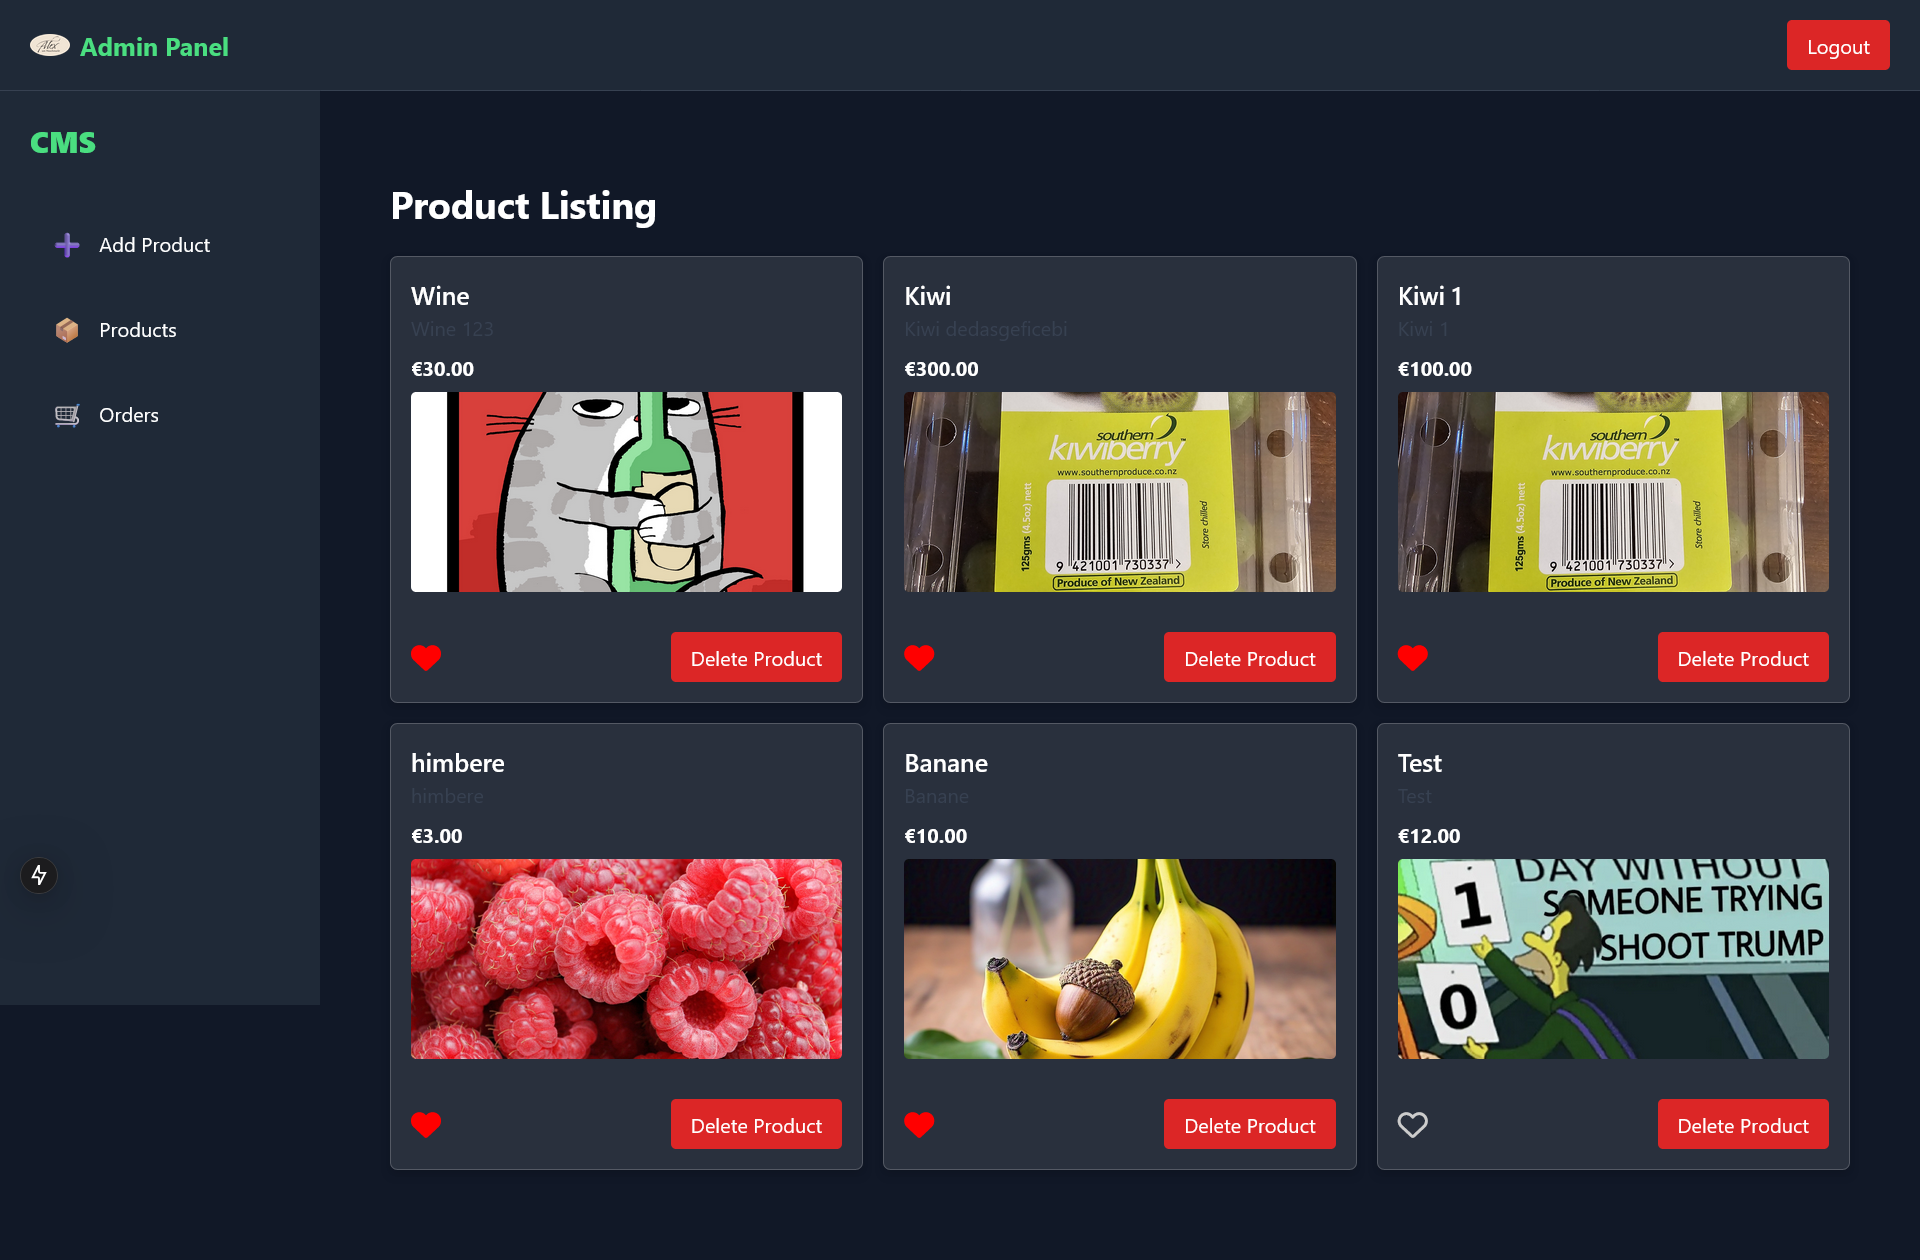 Alex
Admin Panel
Logout
CMS
Add Product
Products
Orders
Product Listing
Wine
Wine 123
€30.00
Delete Product
Kiwi
Kiwi dedasgeficebi
€300.00
southern
kiwiberry™
www.southernproduce.co.nz
125gms (4.5oz) nett
Store chilled
9 421001 730337 >
Produce of New Zealand
Delete Product
Kiwi 1
Kiwi 1
€100.00
southern
kiwiberry™
www.southernproduce.co.nz
125gms (4.5oz) nett
Store chilled
9 421001 730337 >
Produce of New Zealand
Delete Product
himbere
himbere
€3.00
Delete Product
Banane
Banane
€10.00
Delete Product
Test
Test
€12.00
DAY WITHOUT
SOMEONE TRYING
SHOOT TRUMP
1
0
Delete Product